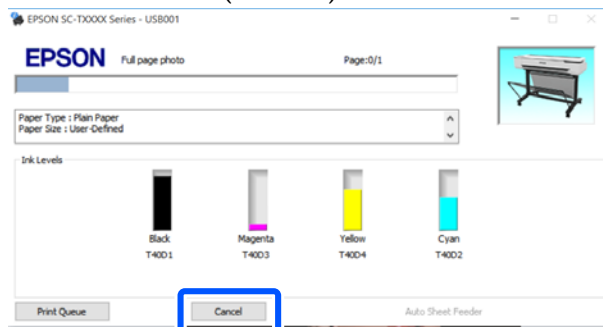 EPSON SC-TXXXX Series - USB001
EPSON Full page photo Page:0/1
Paper Type : Plain Paper
Paper Size : User-Defined
Ink Levels
Black Magenta Yellow Cyan
T40D1 T40D3 T40D4 T40D2
Print Queue Cancel Auto Sheet Feeder